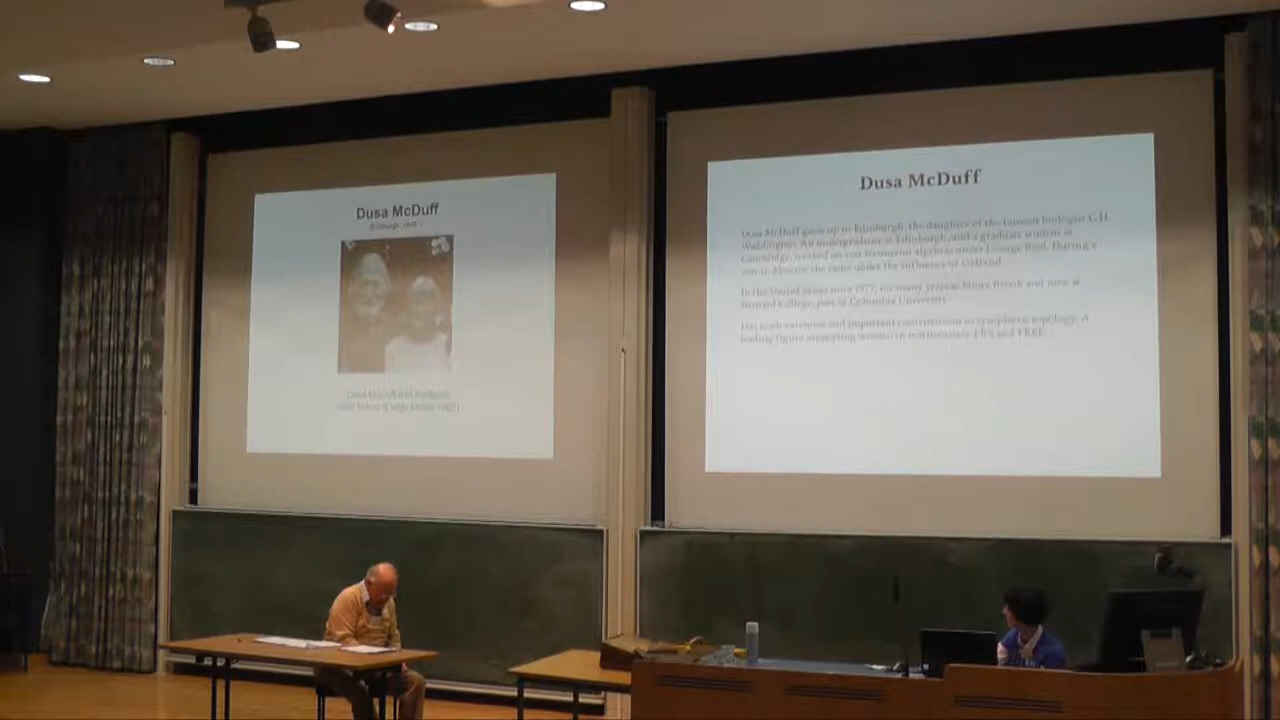 Dusa McDuff
Dusa McDuff with husband
Dusa McDuff
Dusa McDuff grew up in Edinburgh, the daughter of the famous biologist C.H.
Waddington. An undergraduate at Edinburgh, and a graduate student at
Cambridge, worked on von Neumann algebras under George Reid. During a
year in Moscow she came under the influence of Gelfand.
In the United States since 1977, for many years at Stony Brook and now at
Barnard College, part of Columbia University.
Has made extensive and important contributions to symplectic topology. A
leading figure supporting women in mathematics. FRS and FRSE.